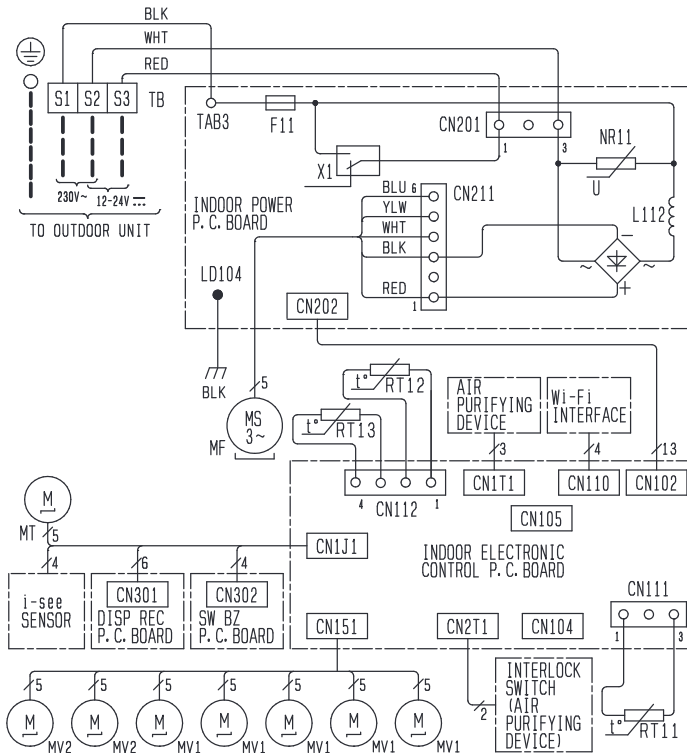 BLK
WHT
RED
S1 S2 S3 TB
230V~ 12-24V
TO OUTDOOR UNIT
TAB3
F11
X1
CN201
1 3
NR11
U
L112
INDOOR POWER
P.C.BOARD
BLU 6
YLW
WHT
BLK
RED
1
CN211
~ ~
−
+
LD104
BLK
CN202
5
MS
3~
MF
t° RT12
t° RT13
AIR
PURIFYING
DEVICE
3
Wi-Fi
INTERFACE
4
13
4 1
CN112
CN1T1
CN110
CN102
CN105
INDOOR ELECTRONIC
CONTROL P.C.BOARD
M
MT
5
4
i-see
SENSOR
6
CN301
DISP REC
P.C.BOARD
4
CN302
SW BZ
P.C.BOARD
CN1J1
CN151
CN2T1
CN104
CN111
1 3
2
INTERLOCK
SWITCH
(AIR
PURIFYING
DEVICE)
t° RT11
5 5 5 5 5 5 5
M M M M M M M
MV2 MV2 MV1 MV1 MV1 MV1 MV1